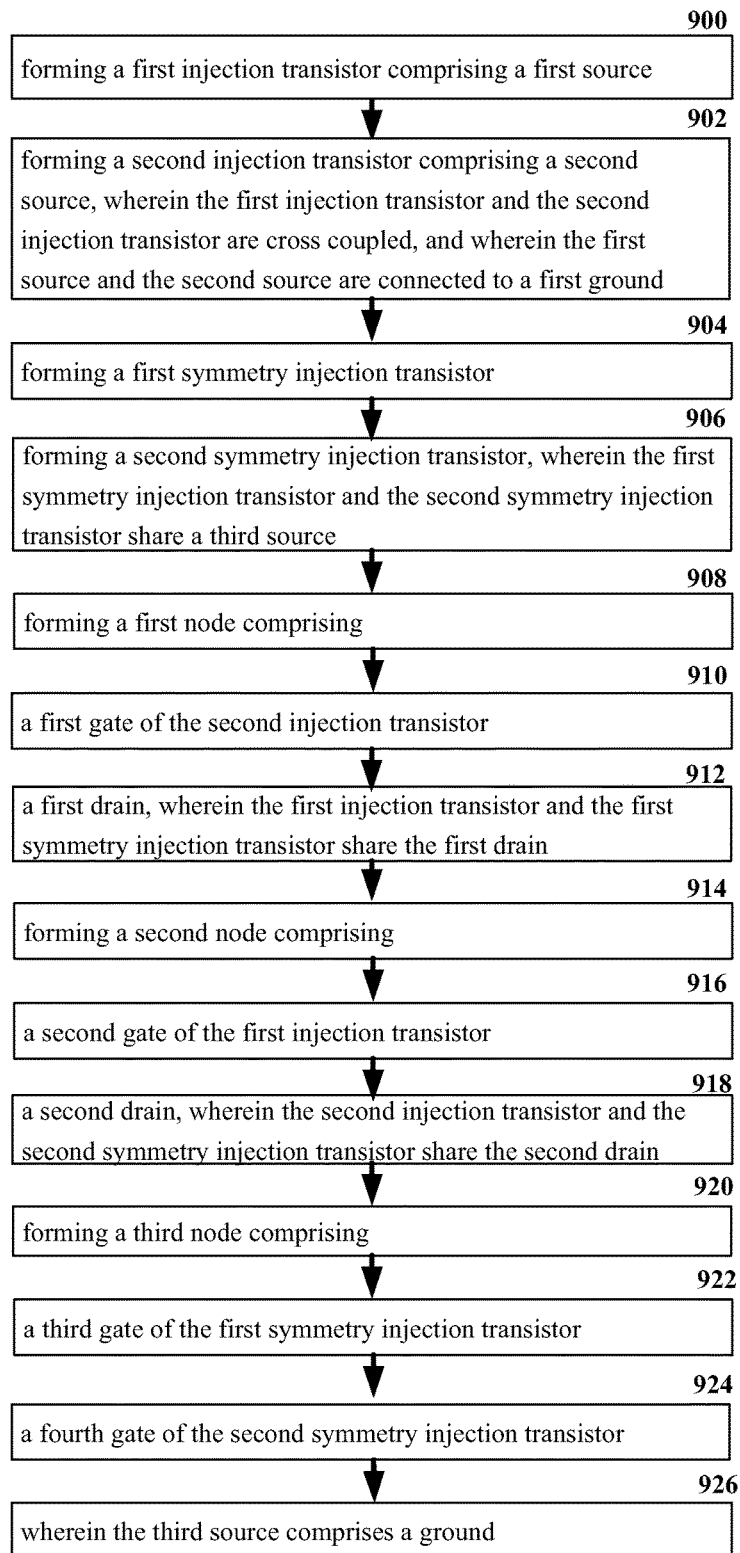 900
forming a first injection transistor comprising a first source
902
forming a second injection transistor comprising a second
source, wherein the first injection transistor and the second
injection transistor are cross coupled, and wherein the first
source and the second source are connected to a first ground
904
forming a first symmetry injection transistor
906
forming a second symmetry injection transistor, wherein the first
symmetry injection transistor and the second symmetry injection
transistor share a third source
908
forming a first node comprising
910
a first gate of the second injection transistor
912
a first drain, wherein the first injection transistor and the first
symmetry injection transistor share the first drain
914
forming a second node comprising
916
a second gate of the first injection transistor
918
a second drain, wherein the second injection transistor and the
second symmetry injection transistor share the second drain
920
forming a third node comprising
922
a third gate of the first symmetry injection transistor
924
a fourth gate of the second symmetry injection transistor
926
wherein the third source comprises a ground